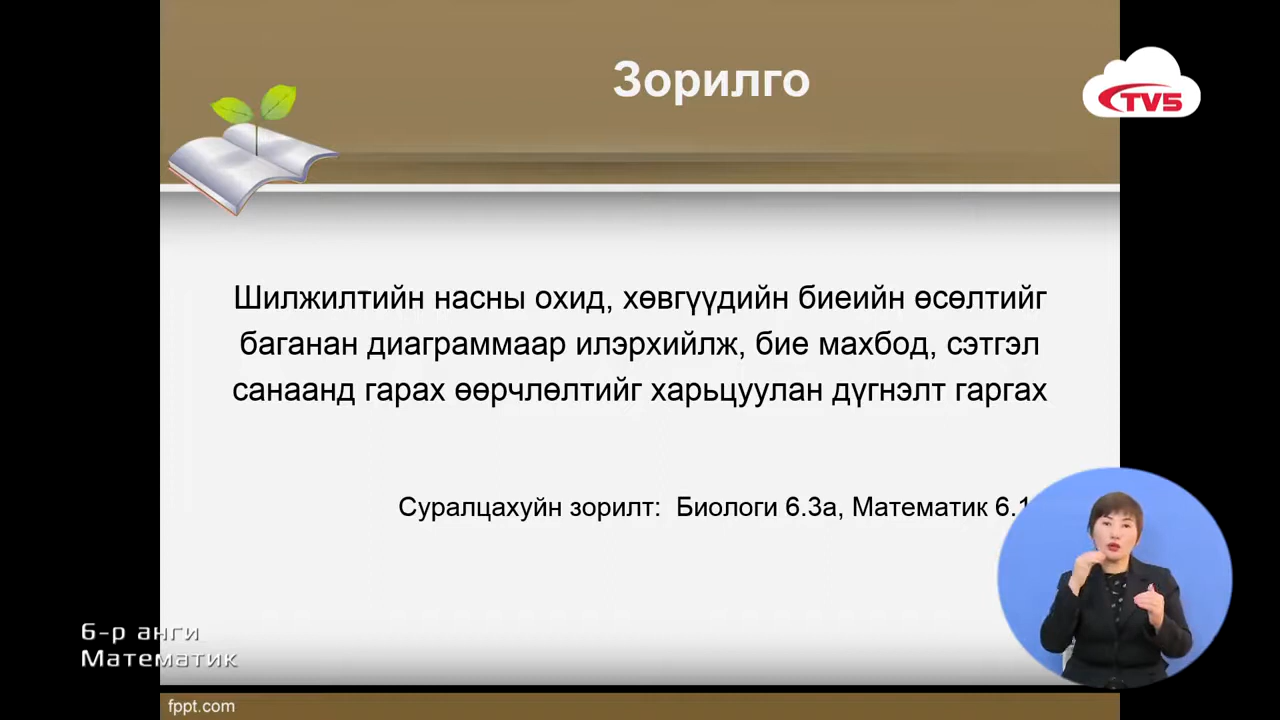 Зорилго
TV5
Шилжилтийн насны охид, хөвгүүдийн биеийн өсөлтийг
баганан диаграммаар илэрхийлж, бие махбод, сэтгэл
санаанд гарах өөрчлөлтийг харьцуулан дүгнэлт гаргах
Суралцахуйн зорилт: Биологи 6.3а, Математик
6-р анги
Математик
fppt.com